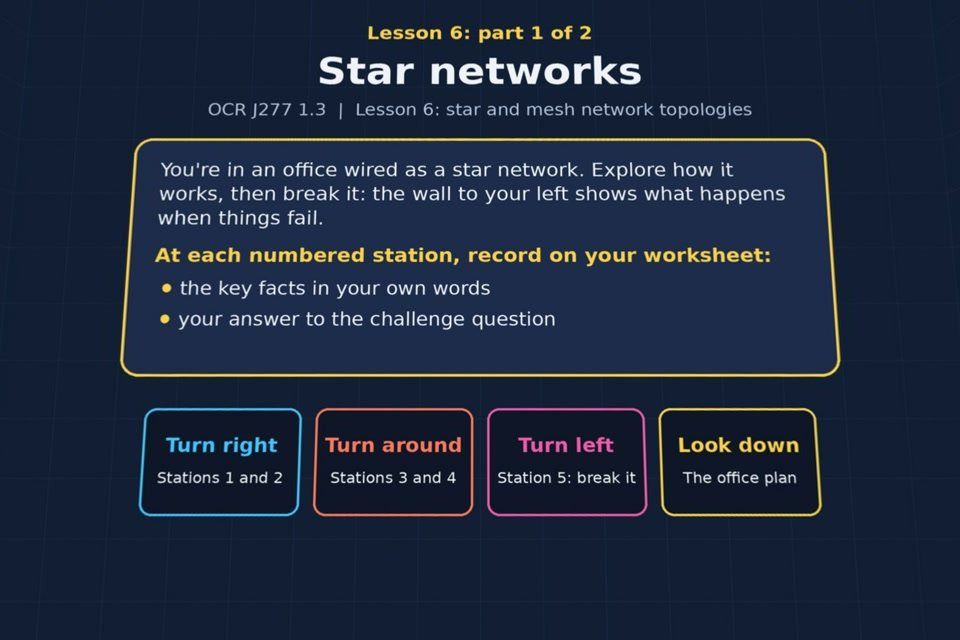 Lesson 6: part 1 of 2
Star networks
OCR J277 1.3 | Lesson 6: star and mesh network topologies
You're in an office wired as a star network. Explore how it
works, then break it: the wall to your left shows what happens
when things fail.
At each numbered station, record on your worksheet:
• the key facts in your own words
• your answer to the challenge question
Turn right
Stations 1 and 2
Turn around
Stations 3 and 4
Turn left
Station 5: break it
Look down
The office plan